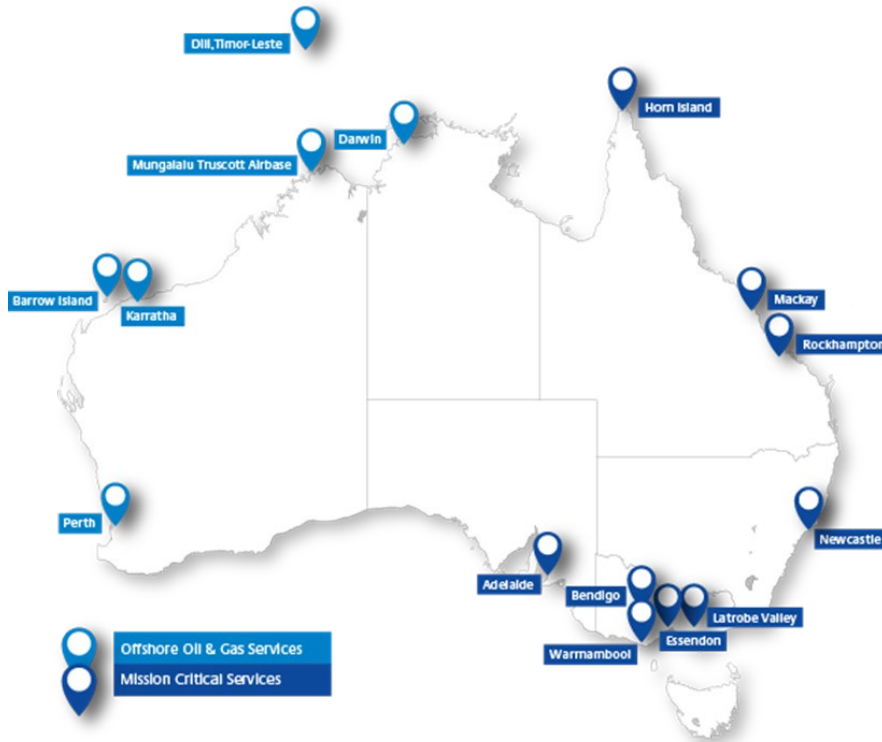 Dili,Timor-Leste
Horn Island
Darwin
Mungalalu Truscott Airbase
Barrow Island
Karratha
Mackay
Rockhampton
Perth
Newcastle
Adelaide
Bendigo
Latrobe Valley
Essendon
Warrnambool
Offshore Oil & Gas Services
Mission Critical Services